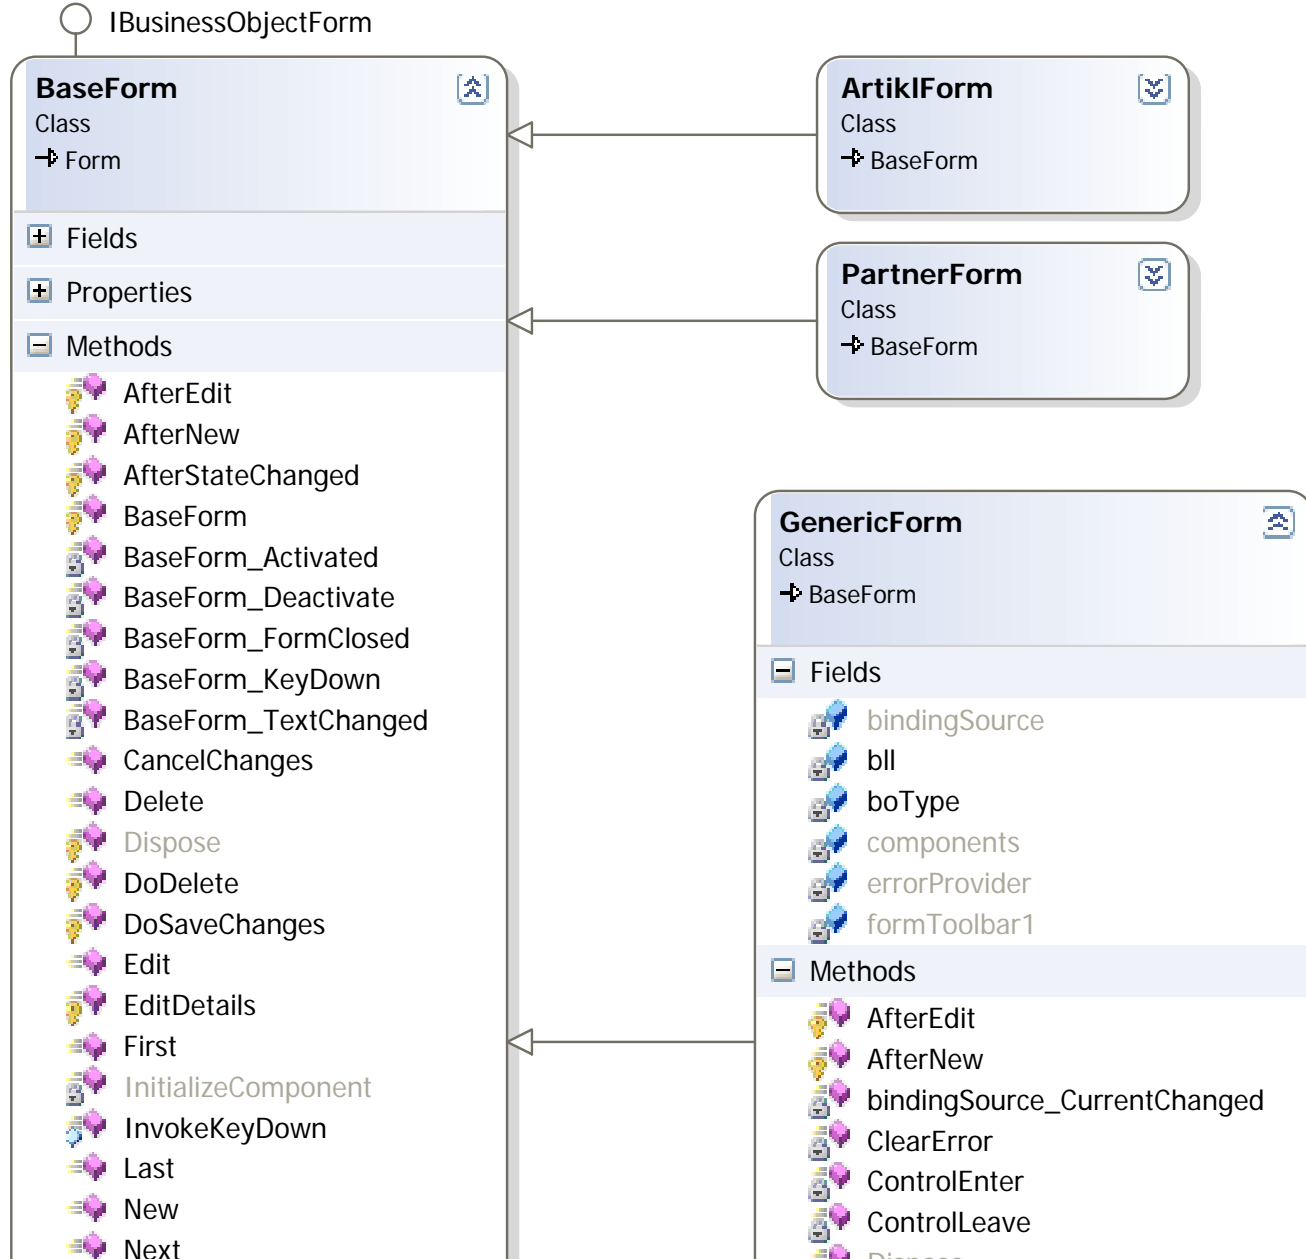 IBusinessObjectForm
BaseForm
Class
Form
Fields
Properties
Methods
AfterEdit
AfterNew
AfterStateChanged
BaseForm
BaseForm_Activated
BaseForm_Deactivate
BaseForm_FormClosed
BaseForm_KeyDown
BaseForm_TextChanged
CancelChanges
Delete
Dispose
DoDelete
DoSaveChanges
Edit
EditDetails
First
InitializeComponent
InvokeKeyDown
Last
New
Next
ArtiklForm
Class
BaseForm
PartnerForm
Class
BaseForm
GenericForm
Class
BaseForm
Fields
bindingSource
bll
boType
components
errorProvider
formToolbar1
Methods
AfterEdit
AfterNew
bindingSource_CurrentChanged
ClearError
ControlEnter
ControlLeave
Dispose